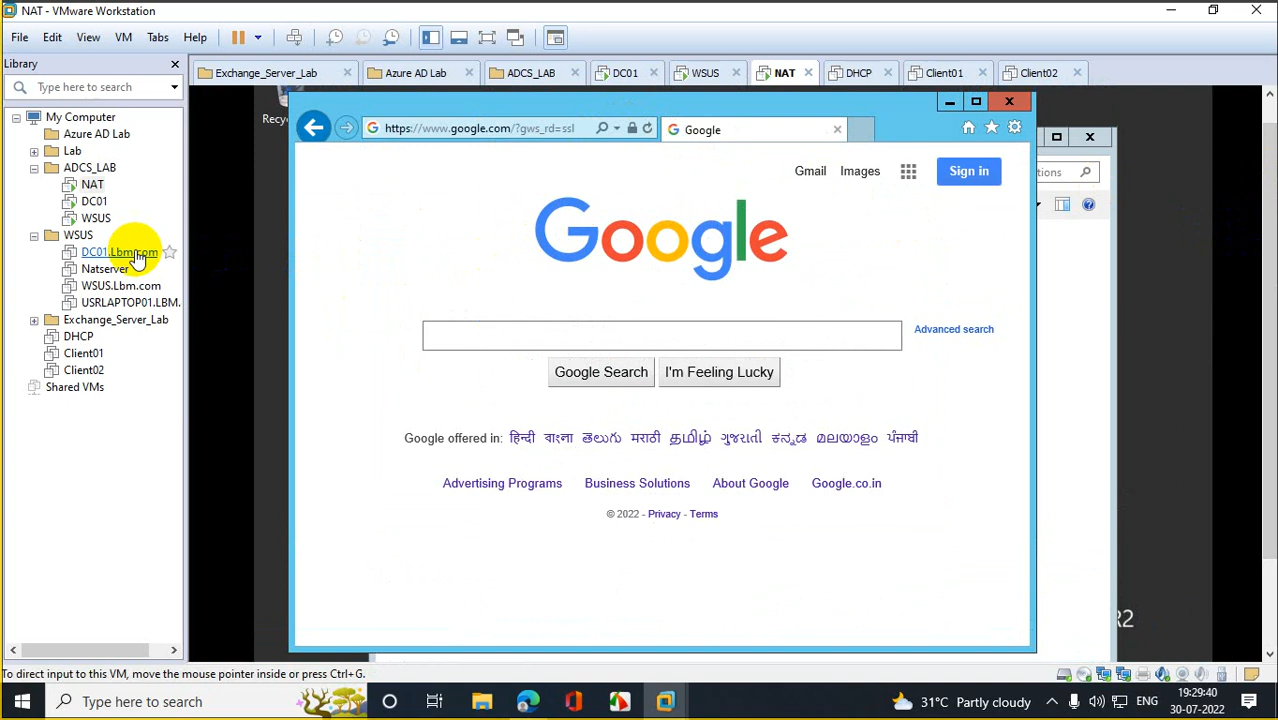 NAT - VMware Workstation
File Edit View VM Tabs Help
Library
Type here to search
My Computer
Azure AD Lab
Lab
ADCS_LAB
NAT
DC01
WSUS
WSUS
DC01.Lbm.com
Natserver
WSUS.Lbm.com
USRLAPTOP01.LBM.
Exchange_Server_Lab
DHCP
Client01
Client02
Shared VMs
Exchange_Server_Lab Azure AD Lab ADCS_LAB DC01 WSUS NAT DHCP Client01 Client02
Recyc
https://www.google.com/?gws_rd=ssl
Google
Gmail Images Sign in
Google
Advanced search
Google Search I'm Feeling Lucky
Google offered in: हिन्दी বাংলা తెలుగు मराठी தமிழ் ગુજરાતી ಕನ್ನಡ മലയാളം ਪੰਜਾਬੀ
Advertising Programs Business Solutions About Google Google.co.in
© 2022 - Privacy - Terms
R2
To direct input to this VM, move the mouse pointer inside or press Ctrl+G.
Type here to search
31°C Partly cloudy
ENG
19:29:40
30-07-2022